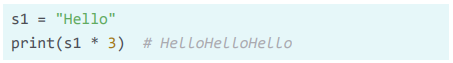 s1 = "Hello"
print(s1 * 3)  # HelloHelloHello